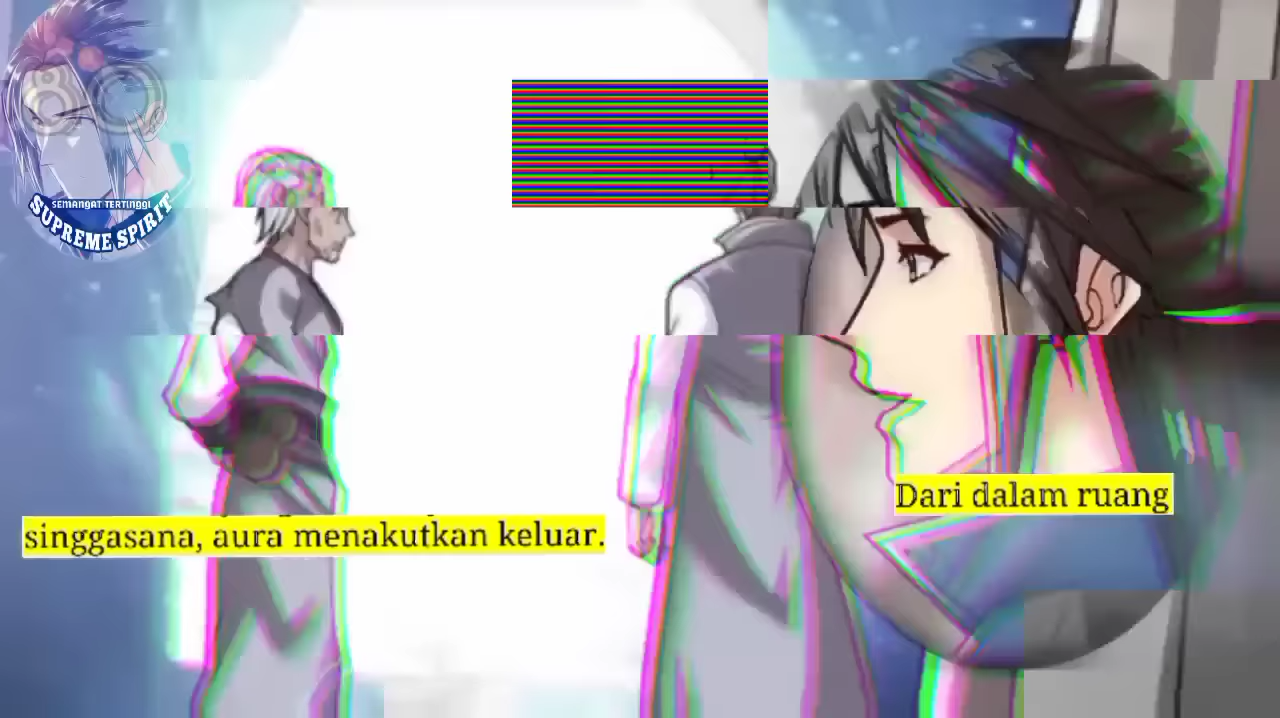 SEMANGAT TERTINGGI
SUPREME SPIRIT
Dari dalam ruang
singgasana, aura menakutkan keluar.